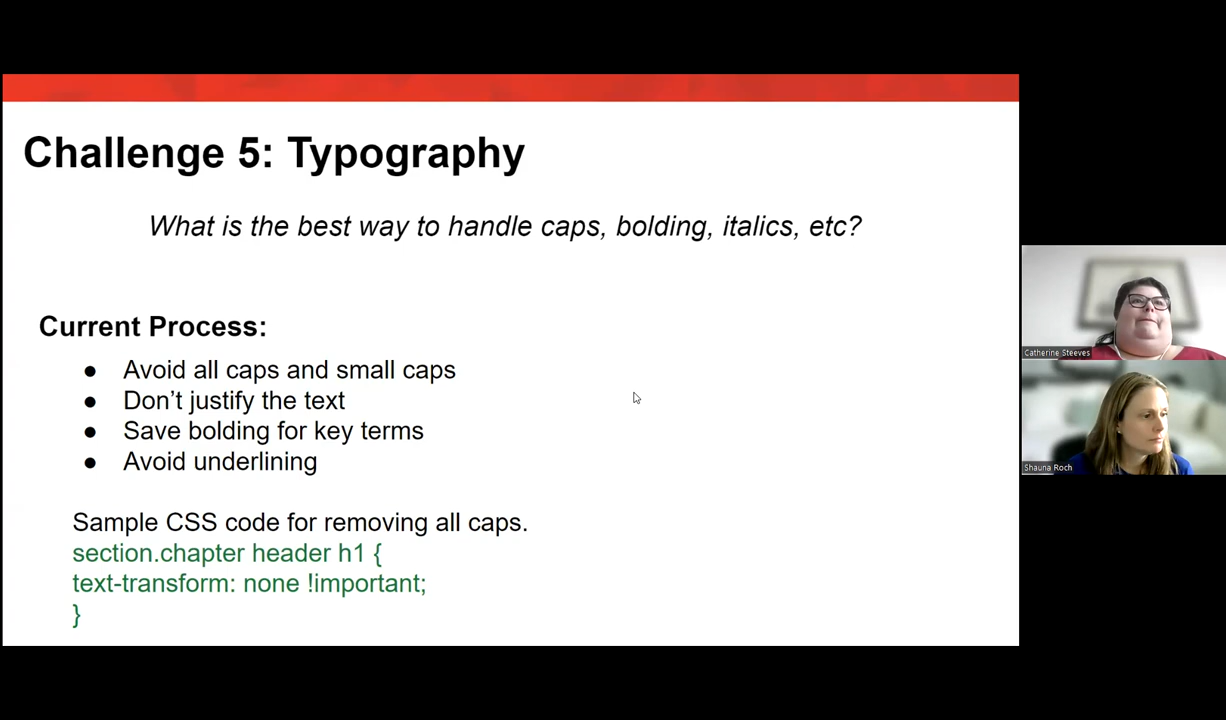 Challenge 5: Typography
What is the best way to handle caps, bolding, italics, etc?
Current Process:
● Avoid all caps and small caps
● Don’t justify the text
● Save bolding for key terms
● Avoid underlining
Sample CSS code for removing all caps.
section.chapter header h1 {
text-transform: none !important;
}
Catherine Steeves
Shauna Roch